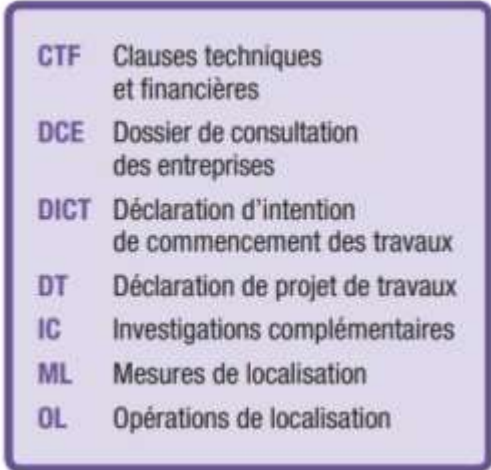 CTF Clauses techniques
et financières
DCE Dossier de consultation
des entreprises
DICT Déclaration d'intention
de commencement des travaux
DT Déclaration de projet de travaux
IC Investigations complémentaires
ML Mesures de localisation
OL Opérations de localisation